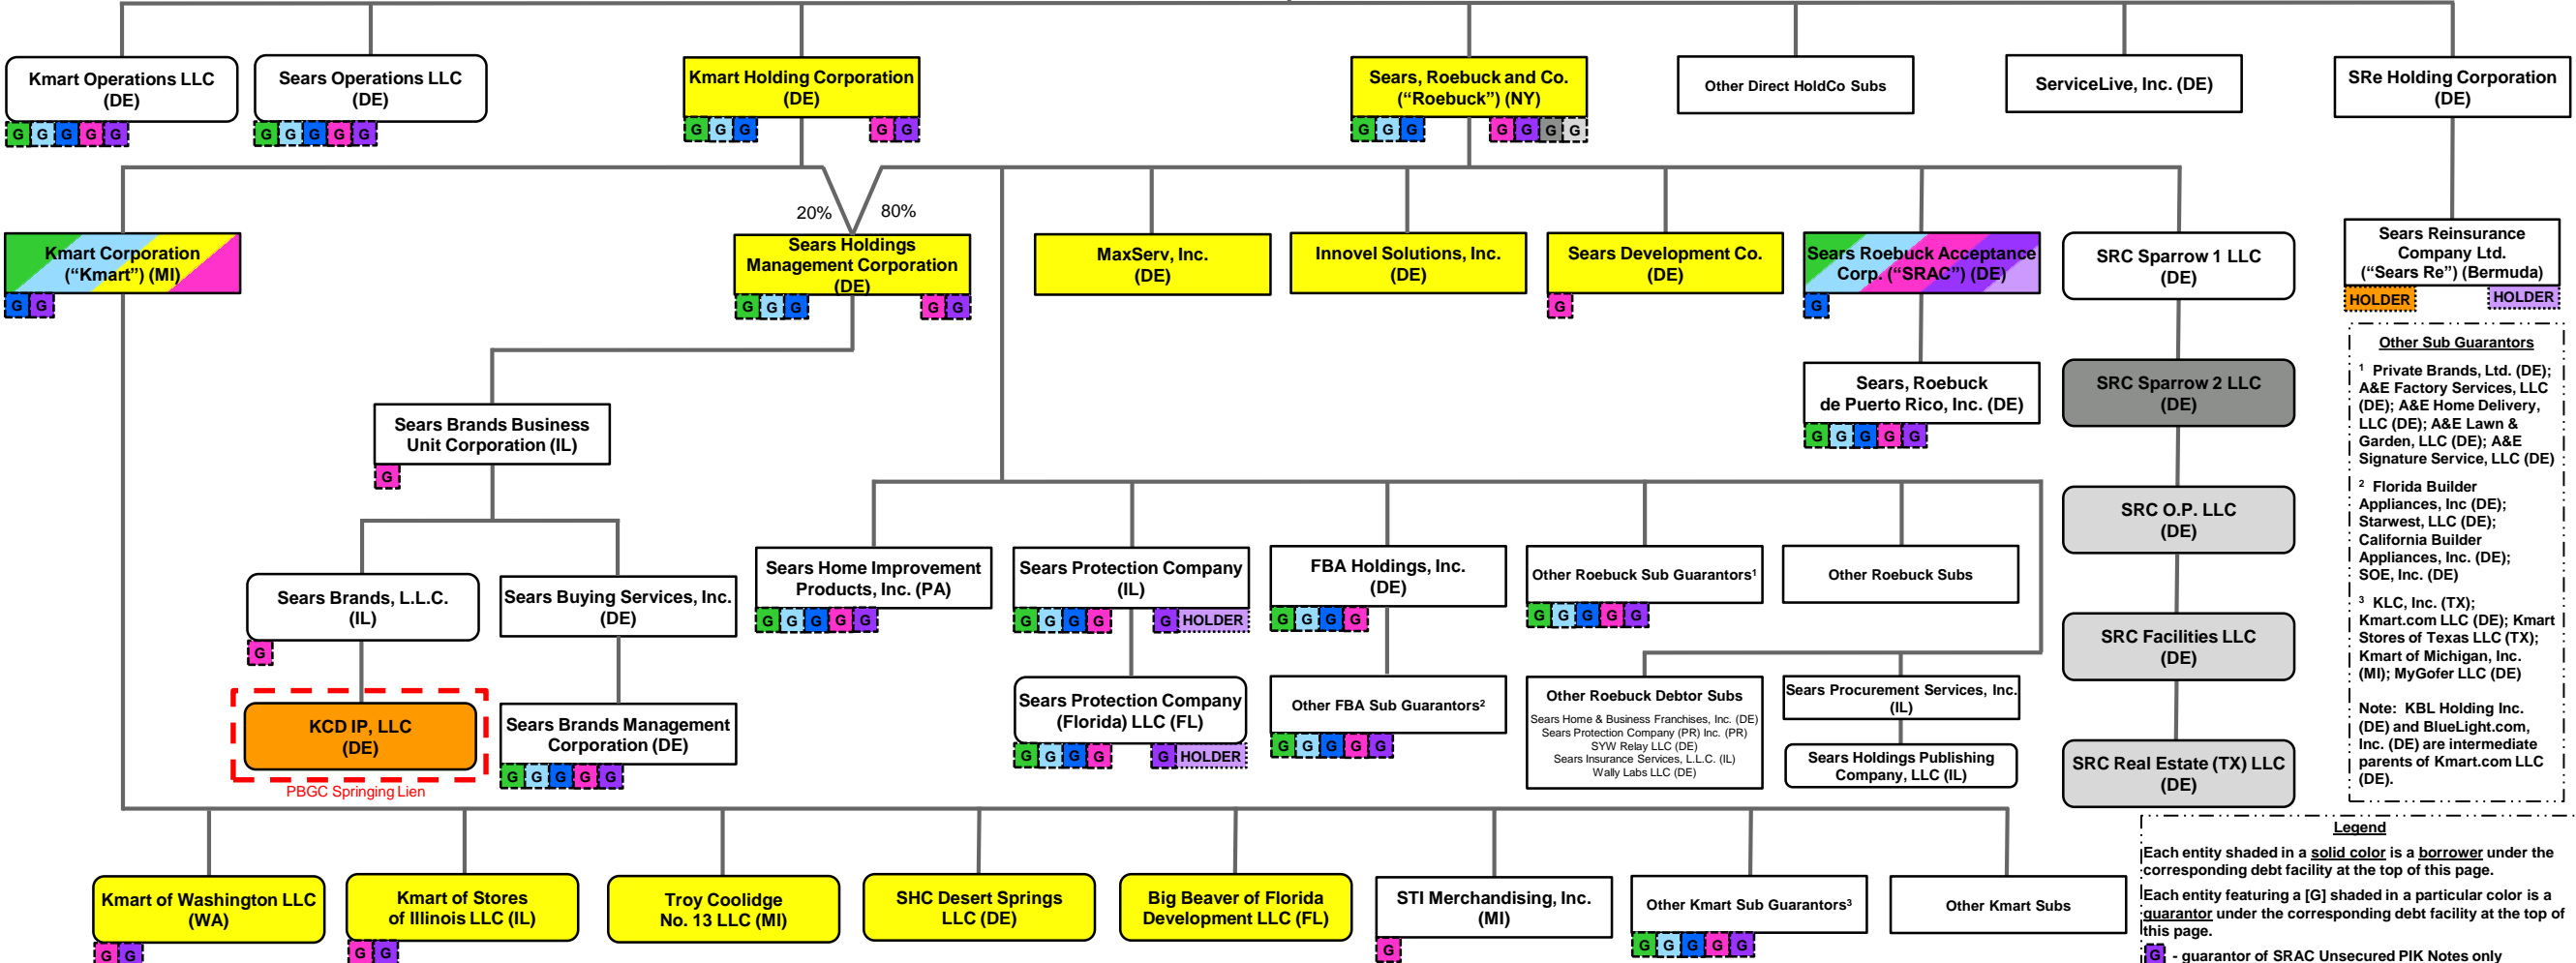 Kmart Operations LLC
(DE)
G G G G G
Sears Operations LLC
(DE)
G G G G G
Kmart Holding Corporation
(DE)
G G G G G
Sears, Roebuck and Co.
(“Roebuck”) (NY)
G G G G G G G
Other Direct HoldCo Subs
ServiceLive, Inc. (DE)
SRe Holding Corporation
(DE)
20%
80%
Kmart Corporation
(“Kmart”) (MI)
G G
Sears Holdings
Management Corporation
(DE)
G G G G G
MaxServ, Inc.
(DE)
Innovel Solutions, Inc.
(DE)
Sears Development Co.
(DE)
G
Sears Roebuck Acceptance
Corp. (“SRAC”) (DE)
G
SRC Sparrow 1 LLC
(DE)
Sears Reinsurance
Company Ltd.
(“Sears Re”) (Bermuda)
HOLDER HOLDER
Sears Brands Business
Unit Corporation (IL)
G
Sears, Roebuck
de Puerto Rico, Inc. (DE)
G G G G G
SRC Sparrow 2 LLC
(DE)
SRC O.P. LLC
(DE)
Sears Brands, L.L.C.
(IL)
G
Sears Buying Services, Inc.
(DE)
Sears Home Improvement
Products, Inc. (PA)
G G G G G
Sears Protection Company
(IL)
G G G G G HOLDER
FBA Holdings, Inc.
(DE)
G G G G
Other Roebuck Sub Guarantors¹
G G G G G
Other Roebuck Subs
SRC Facilities LLC
(DE)
KCD IP, LLC
(DE)
PBGC Springing Lien
Sears Brands Management
Corporation (DE)
G G G G G
Sears Protection Company
(Florida) LLC (FL)
G G G G G HOLDER
Other FBA Sub Guarantors²
G G G G G
Other Roebuck Debtor Subs
Sears Home & Business Franchises, Inc. (DE)
Sears Protection Company (PR) Inc. (PR)
SYW Relay LLC (DE)
Sears Insurance Services, L.L.C. (IL)
Wally Labs LLC (DE)
Sears Procurement Services, Inc.
(IL)
Sears Holdings Publishing
Company, LLC (IL)
SRC Real Estate (TX) LLC
(DE)
Other Sub Guarantors
¹ Private Brands, Ltd. (DE);
A&E Factory Services, LLC
(DE); A&E Home Delivery,
LLC (DE); A&E Lawn &
Garden, LLC (DE); A&E
Signature Service, LLC (DE)
² Florida Builder
Appliances, Inc (DE);
Starwest, LLC (DE);
California Builder
Appliances, Inc. (DE);
SOE, Inc. (DE)
³ KLC, Inc. (TX);
Kmart.com LLC (DE); Kmart
Stores of Texas LLC (TX);
Kmart of Michigan, Inc.
(MI); MyGofer LLC (DE)
Note: KBL Holding Inc.
(DE) and BlueLight.com,
Inc. (DE) are intermediate
parents of Kmart.com LLC
(DE).
Kmart of Washington LLC
(WA)
G G
Kmart of Stores
of Illinois LLC (IL)
G G
Troy Coolidge
No. 13 LLC (MI)
SHC Desert Springs
LLC (DE)
Big Beaver of Florida
Development LLC (FL)
STI Merchandising, Inc.
(MI)
G
Other Kmart Sub Guarantors³
G G G G G
Other Kmart Subs
Legend
Each entity shaded in a solid color is a borrower under the
corresponding debt facility at the top of this page.
Each entity featuring a [G] shaded in a particular color is a
guarantor under the corresponding debt facility at the top of
this page.
G - guarantor of SRAC Unsecured PIK Notes only